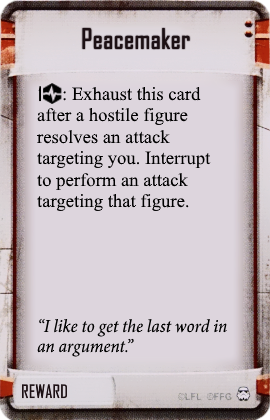 Peacemaker
: Exhaust this card
after a hostile figure
resolves an attack
targeting you. Interrupt
to perform an attack
targeting that figure.
“I like to get the last word in
an argument.”
REWARD
©LFL ©FFG